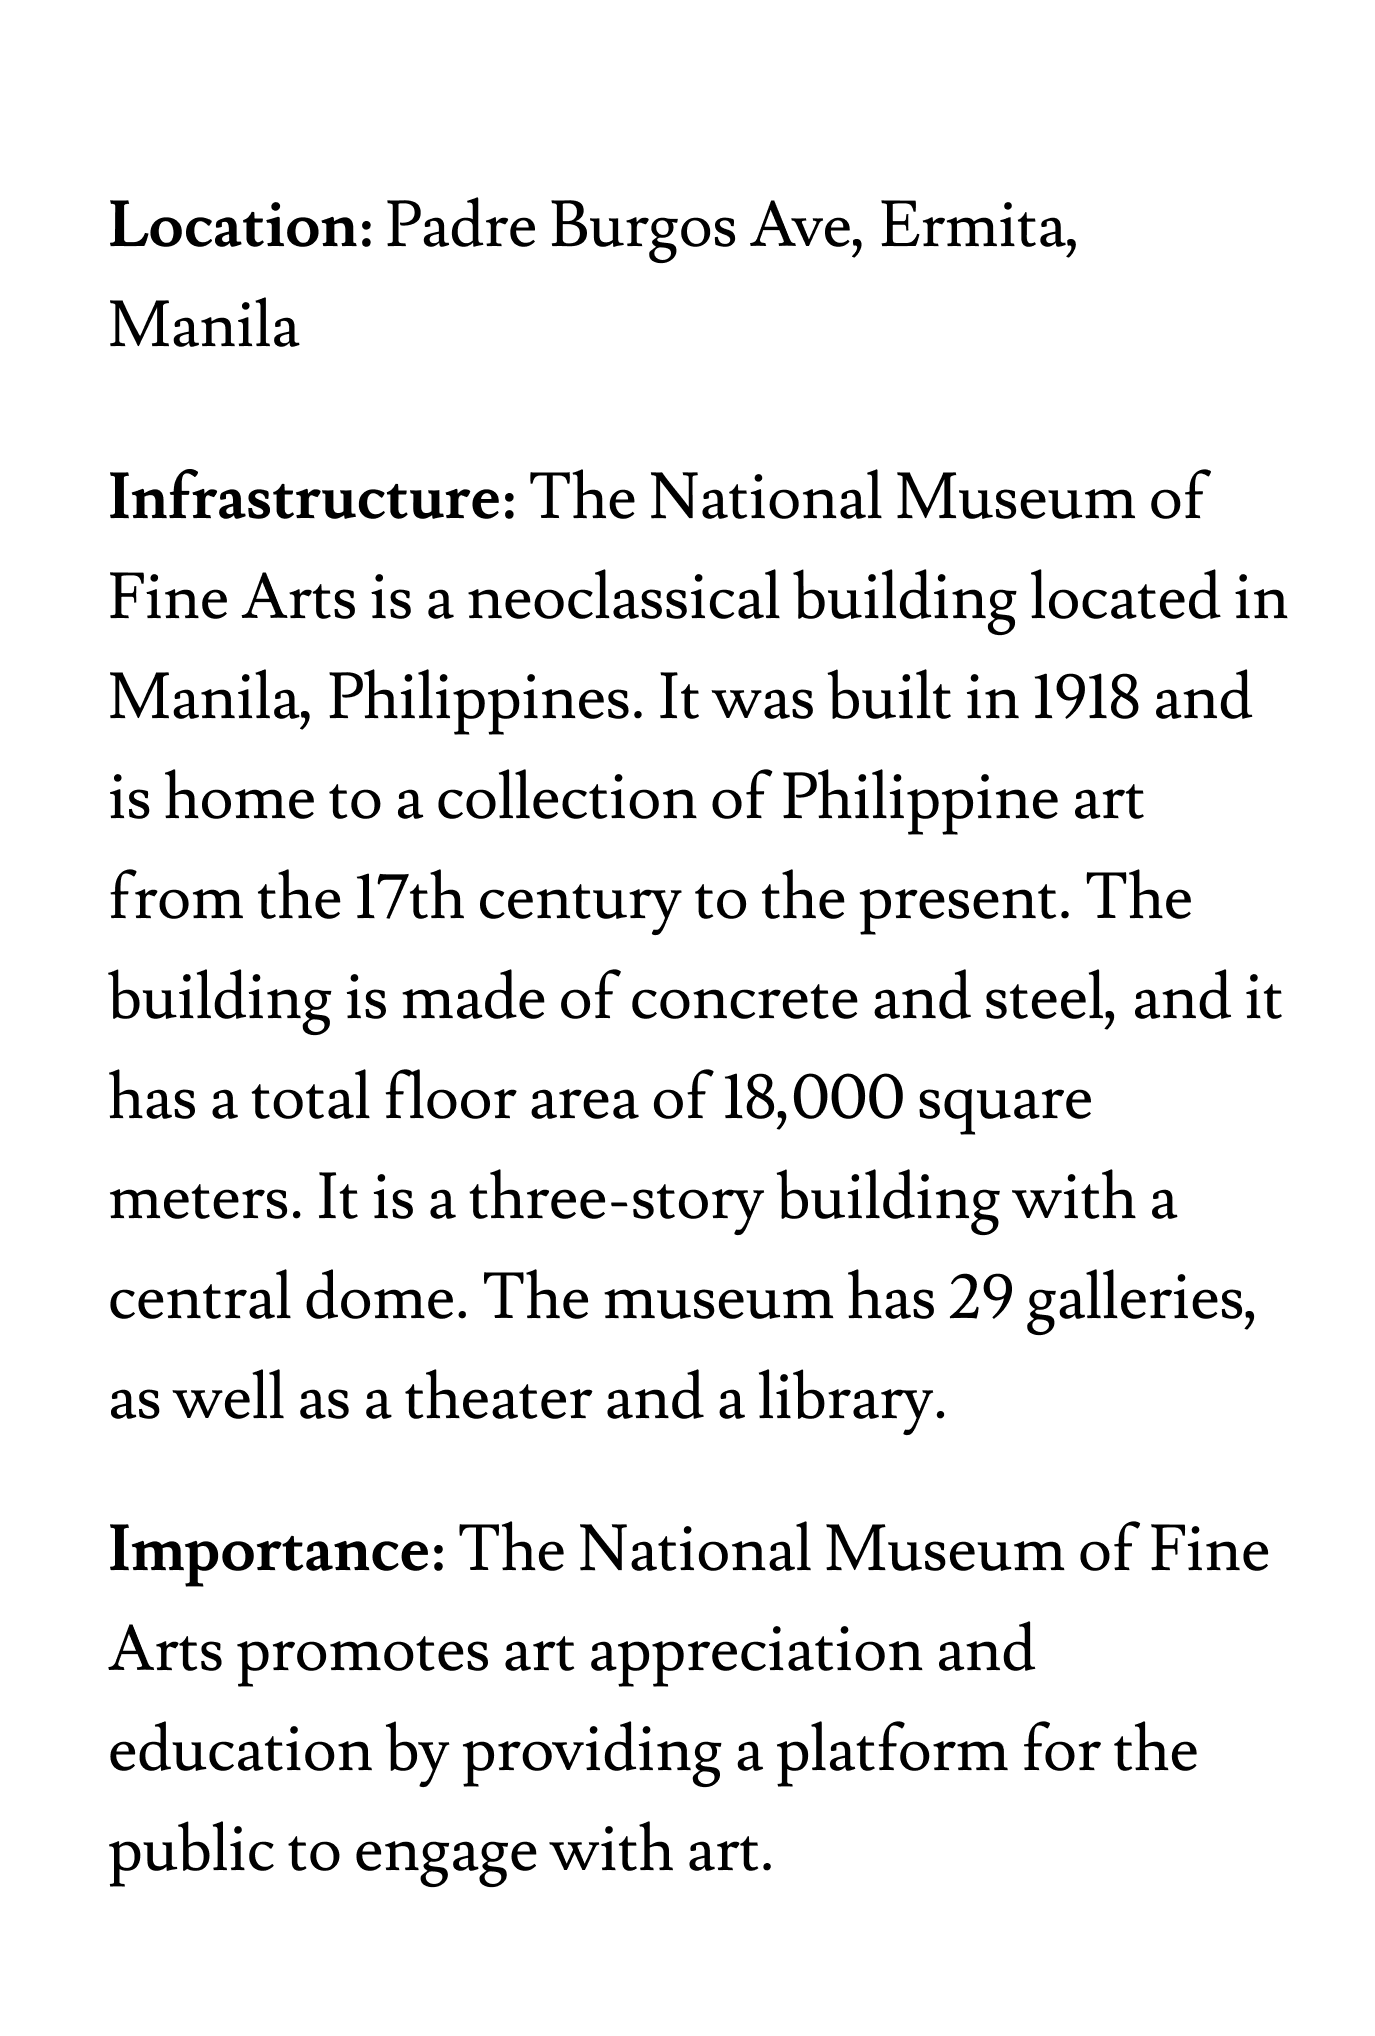 Location: Padre Burgos Ave, Ermita,
Manila
Infrastructure: The National Museum of
Fine Arts is a neoclassical building located in
Manila, Philippines. It was built in 1918 and
is home to a collection of Philippine art
from the 17th century to the present. The
building is made of concrete and steel, and it
has a total floor area of 18,000 square
meters. It is a three-story building with a
central dome. The museum has 29 galleries,
as well as a theater and a library.
Importance: The National Museum of Fine
Arts promotes art appreciation and
education by providing a platform for the
public to engage with art.